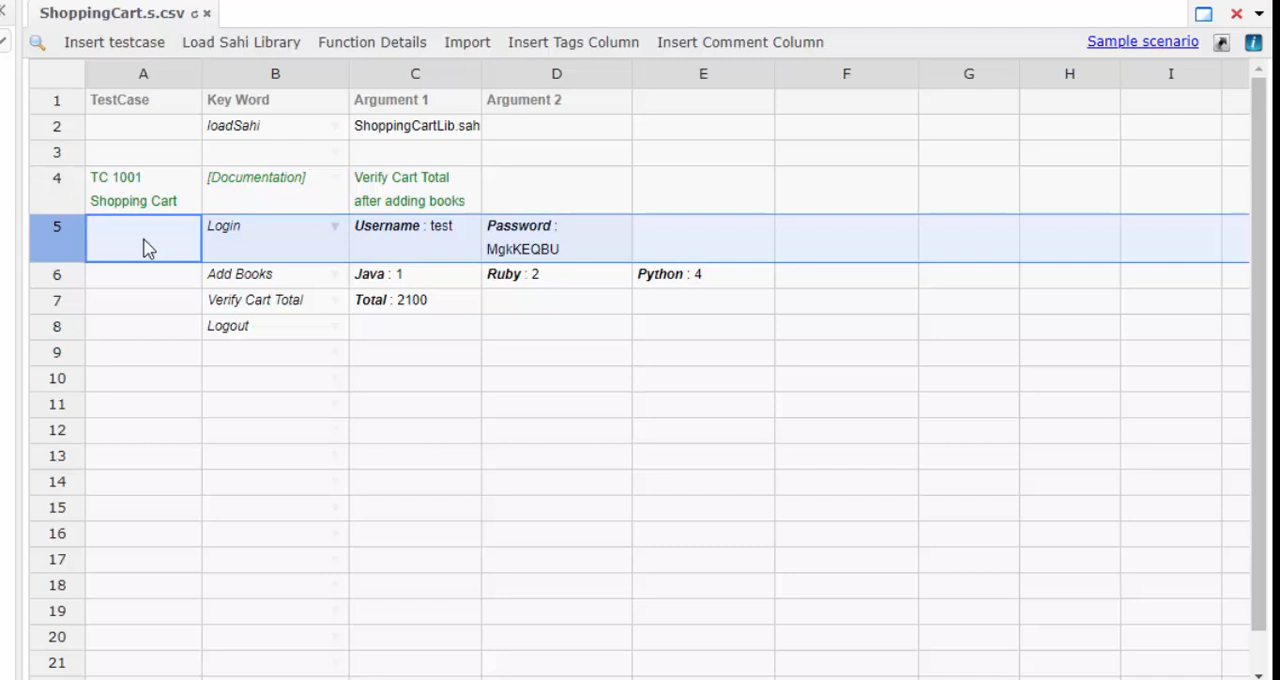 ShoppingCart.s.csv
Insert testcase Load Sahi Library Function Details Import Insert Tags Column Insert Comment Column Sample scenario
A B C D E F G H I
1 TestCase Key Word Argument 1 Argument 2
2 loadSahi ShoppingCartLib.sah
3
4 TC 1001 [Documentation] Verify Cart Total
Shopping Cart after adding books
5 Login Username : test Password :
MgkKEQBU
6 Add Books Java : 1 Ruby : 2 Python : 4
7 Verify Cart Total Total : 2100
8 Logout
9
10
11
12
13
14
15
16
17
18
19
20
21